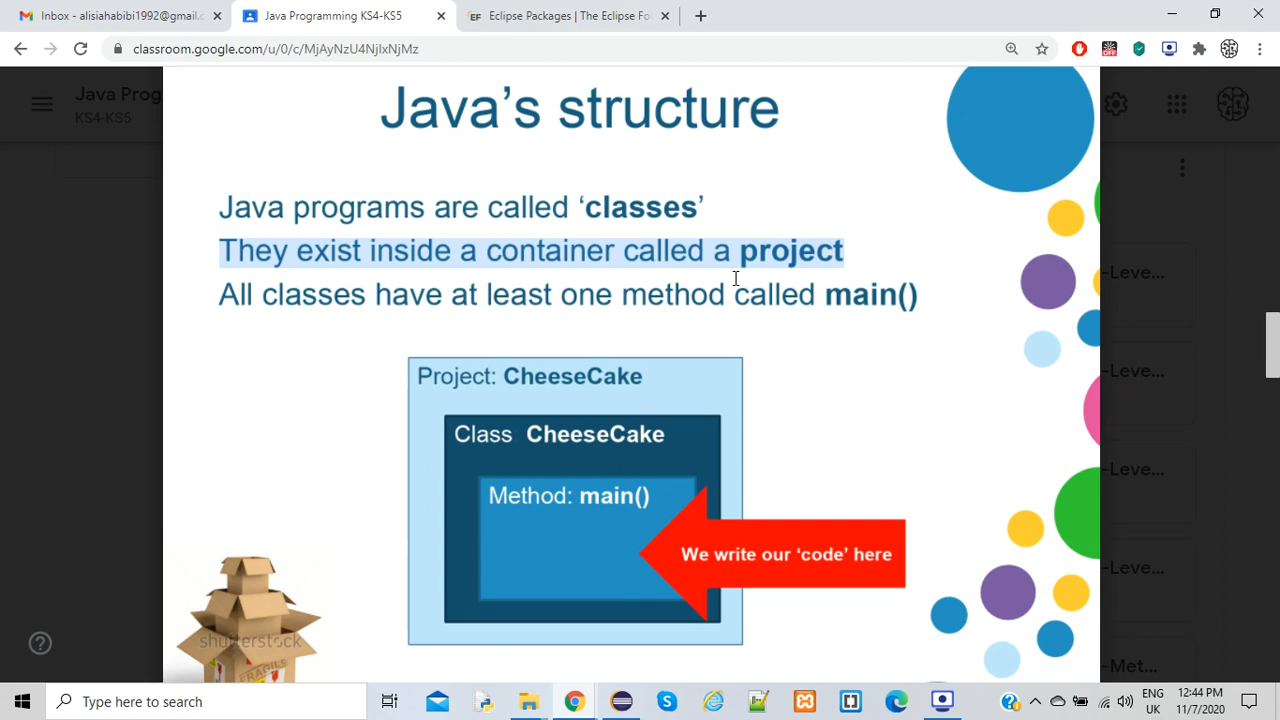 Inbox - alisiahabibi1992@gmail.c
Java Programming KS4-KS5
Eclipse Packages | The Eclipse Fou
classroom.google.com/u/0/c/MjAyNzU4NjIxNjMz
OFF
Java Prog
KS4-KS5
Java's structure
Java programs are called ‘classes’
They exist inside a container called a project
All classes have at least one method called main()
-Leve...
-Leve...
-Leve...
-Leve...
-Met...
Project: CheeseCake
Class CheeseCake
Method: main()
We write our ‘code’ here
shutterstock
FRAGILE
Type here to search
ENG
UK
12:44 PM
11/7/2020